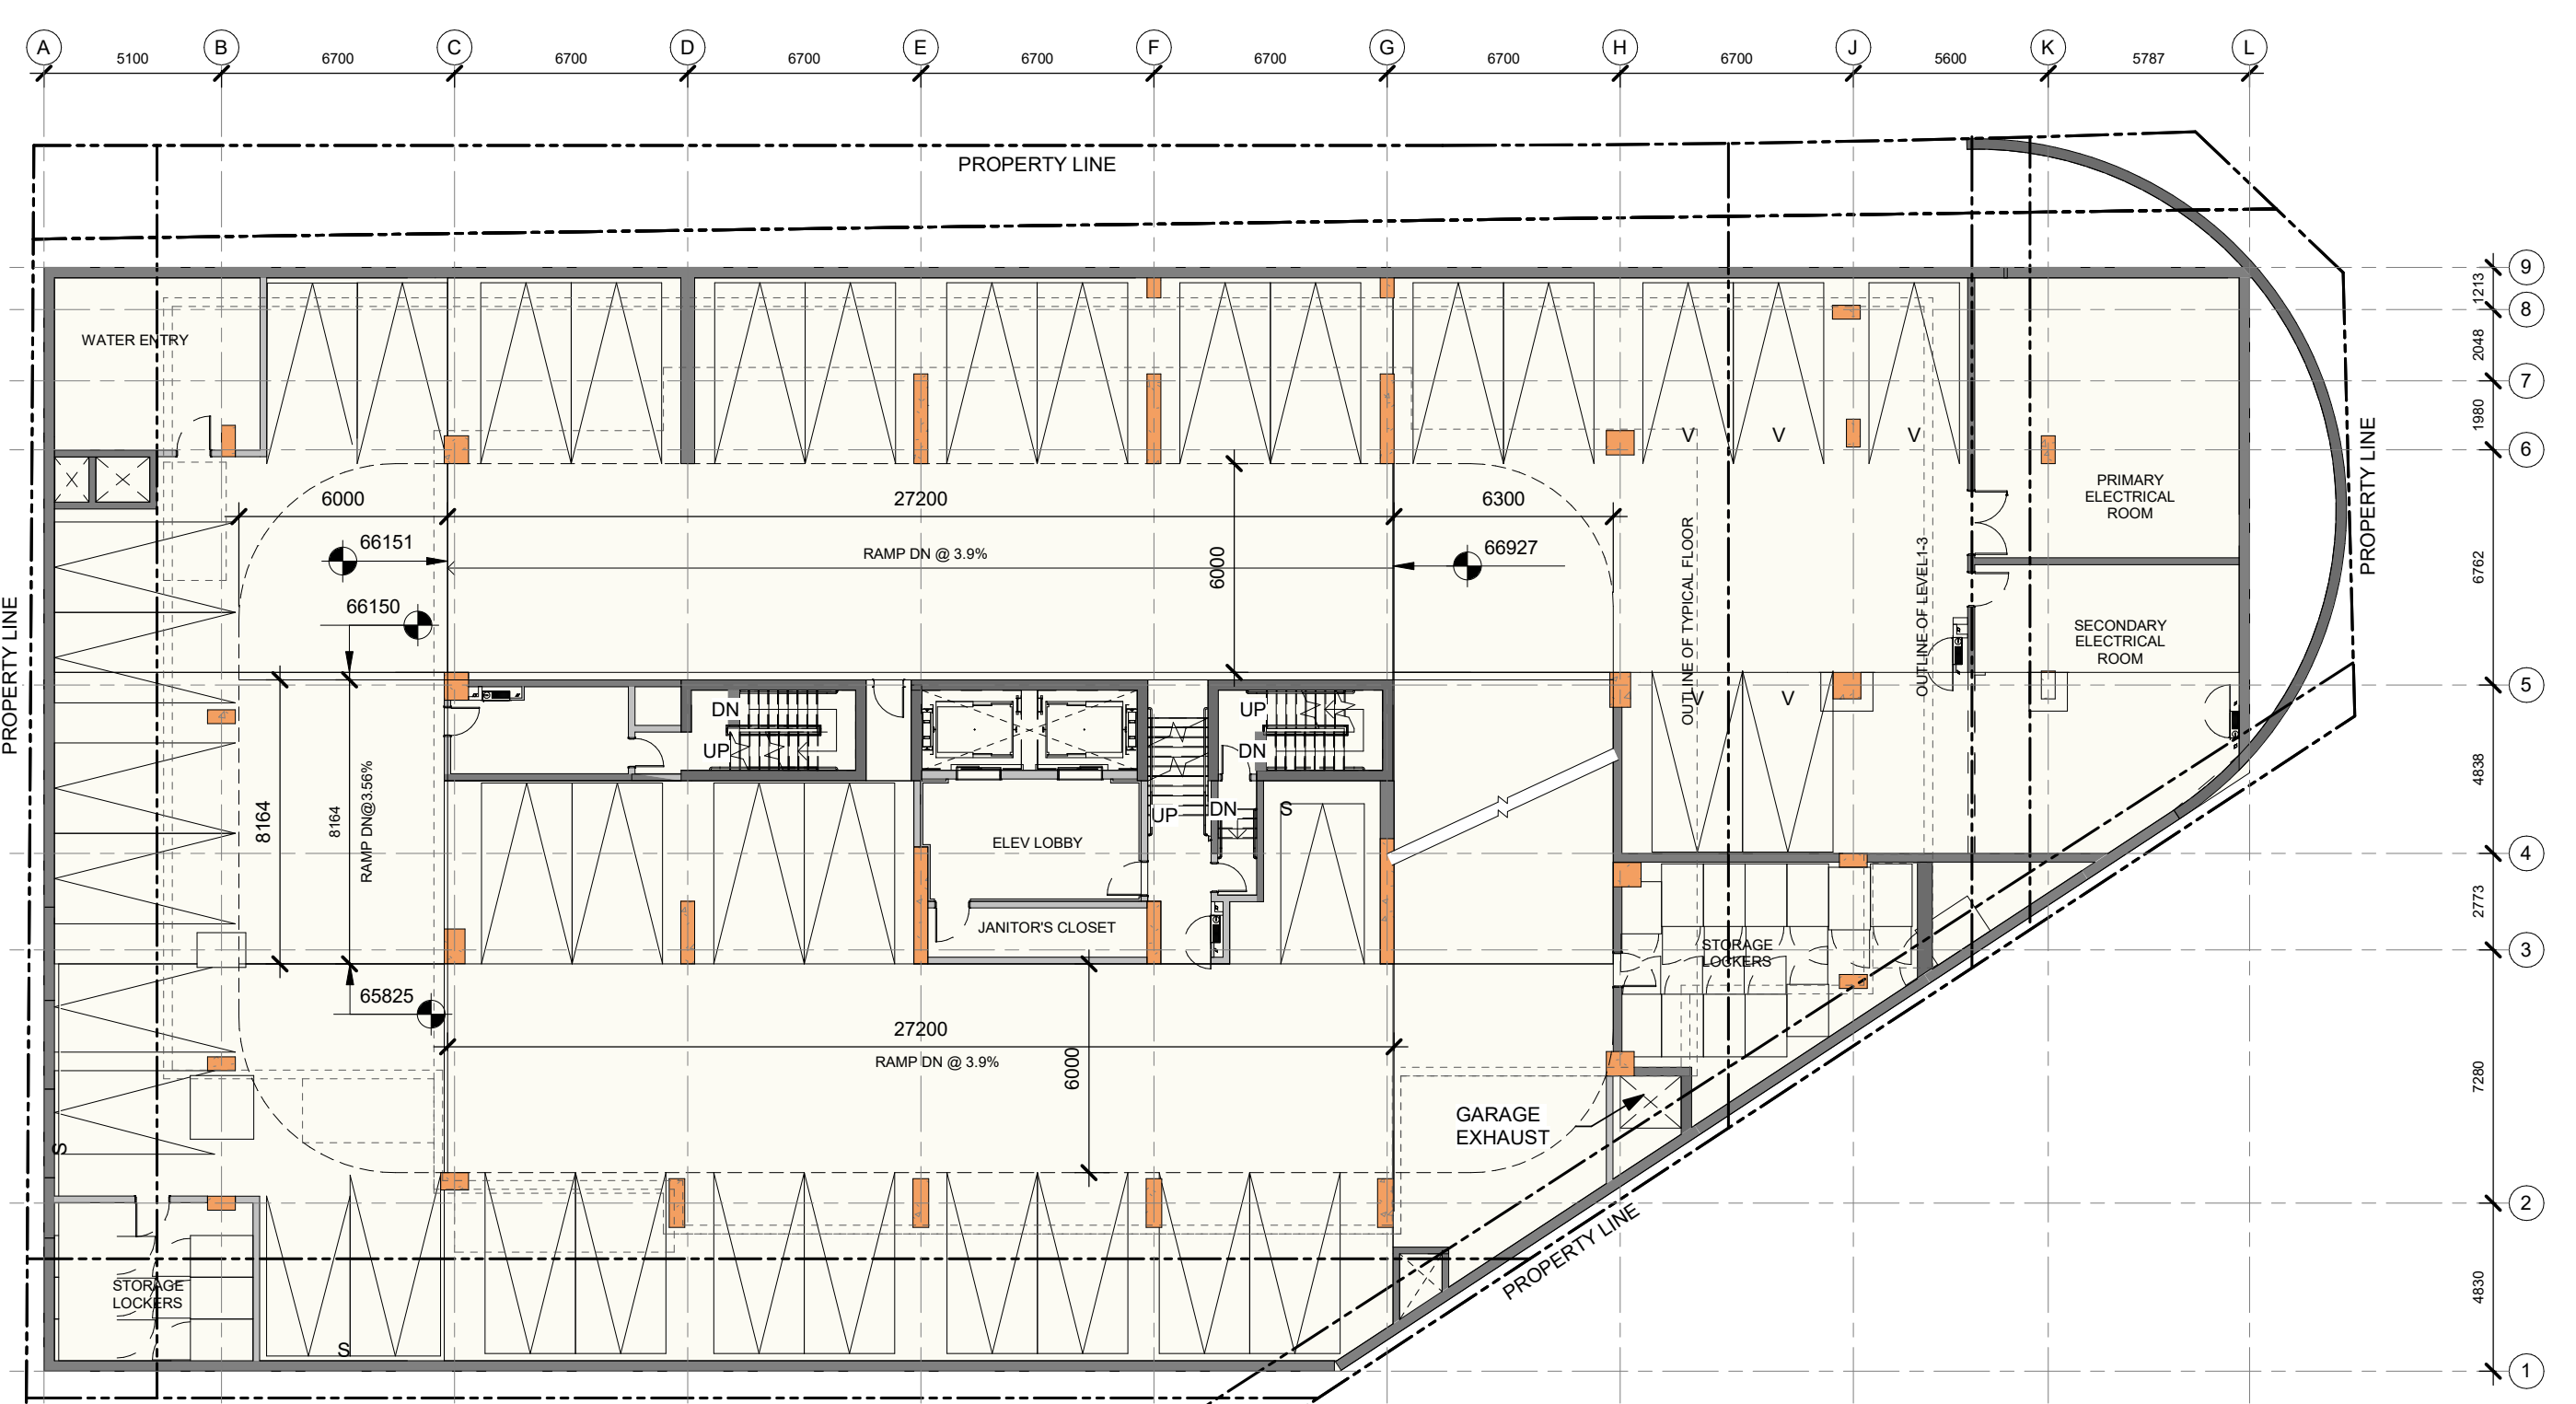 A B C D E F G H J K L
5100 6700 6700 6700 6700 6700 6700 6700 5600 5787
PROPERTY LINE
9
1213
8
2048
7
1980
6
6762
5
4838
4
2773
3
7280
2
4830
1
WATER ENTRY
V V V
PROPERTY LINE
PRIMARY
ELECTRICAL
ROOM
6000 27200 6300
66151
RAMP DN @ 3.9%
6000
66927
OUTLINE OF TYPICAL FLOOR
OUTLINE OF LEVEL1-3
66150
SECONDARY
ELECTRICAL
ROOM
PROPERTY LINE
DN
UP
UP
DN
V V
8164
8164
RAMP DN@3.56%
UP
DN
S
ELEV LOBBY
JANITOR'S CLOSET
STORAGE
LOCKERS
65825
27200
RAMP DN @ 3.9%
6000
GARAGE
EXHAUST
S
PROPERTY LINE
STORAGE
LOCKERS
S